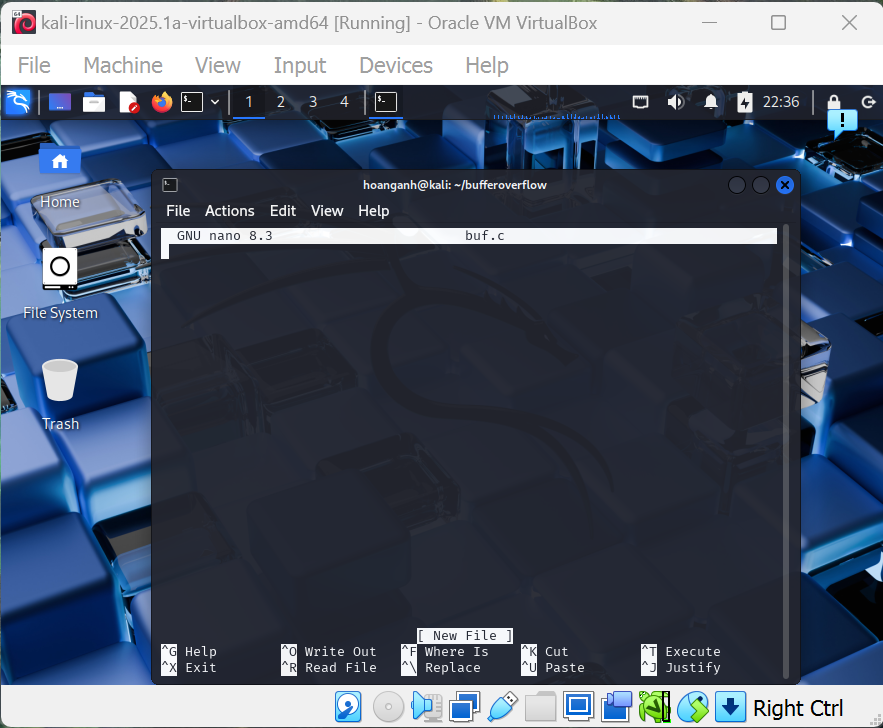 kali-linux-2025.1a-virtualbox-amd64 [Running] - Oracle VM VirtualBox
File Machine View Input Devices Help
1 2 3 4 22:36
Home
File System
Trash
hoanganh@kali: ~/bufferoverflow
File Actions Edit View Help
GNU nano 8.3 buf.c
[ New File ]
^G Help ^O Write Out ^F Where Is ^K Cut ^T Execute
^X Exit ^R Read File ^\ Replace ^U Paste ^J Justify
Right Ctrl